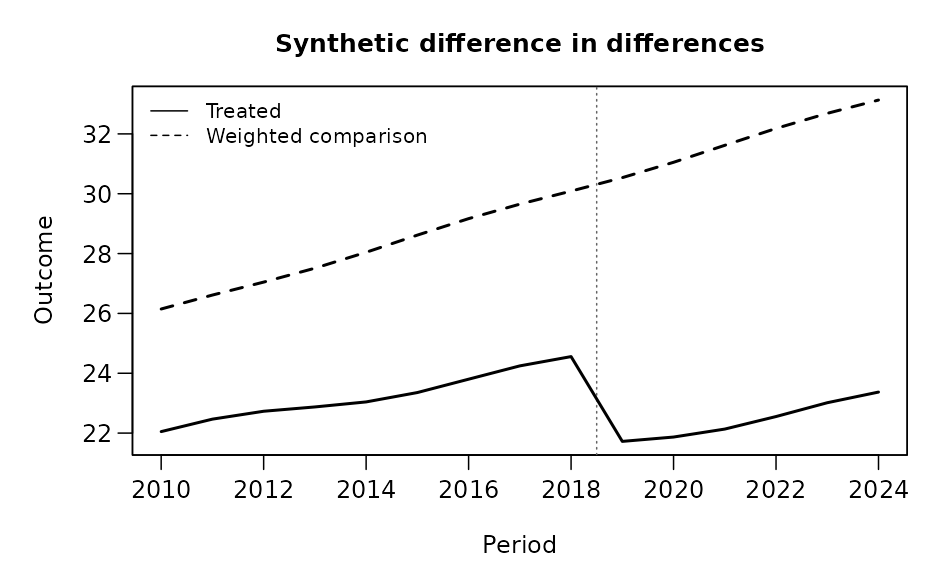 Synthetic difference in differences
Treated
Weighted comparison
Outcome
32
30
28
26
24
22
2010 2012 2014 2016 2018 2020 2022 2024
Period